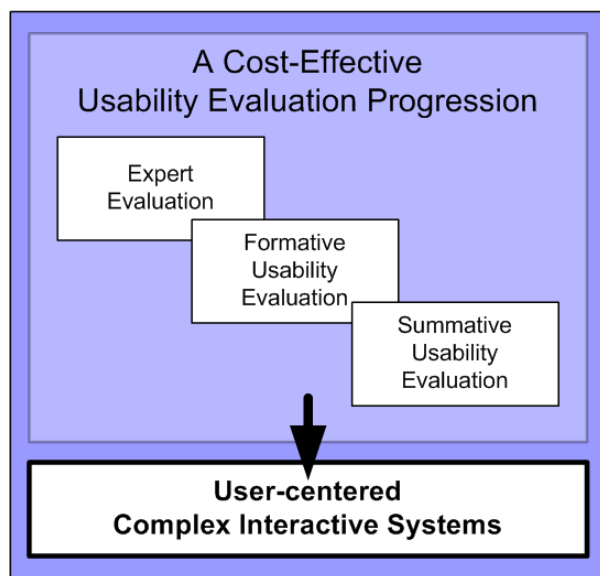 A Cost-Effective
Usability Evaluation Progression
Expert
Evaluation
Formative
Usability
Evaluation
Summative
Usability
Evaluation
User-centered
Complex Interactive Systems